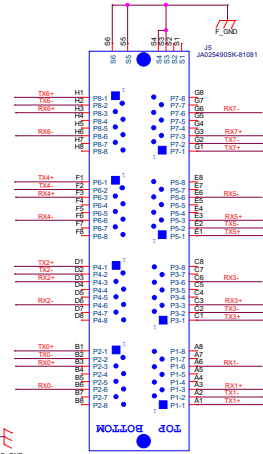 F_GND
S6 S5 S4 S3 S2 S1
S6 S5 S4 S3 S2 S1
J5
JA025490SK-81081
TX6+ H1 P8-1 P7-8 G8
TX6- H2 P8-2 P7-7 G7
RX6+ H3 P8-3 P7-6 G6 RX7-
H4 P8-4 P7-5 G5
H5 P8-5 P7-4 G4
RX6- H6 P8-6 P7-3 G3 RX7+
H7 P8-7 P7-2 G2 TX7-
H8 P8-8 P7-1 G1 TX7+
TX4+ F1 P6-1 P5-8 E8
TX4- F2 P6-2 P5-7 E7
RX4+ F3 P6-3 P5-6 E6 RX5-
F4 P6-4 P5-5 E5
F5 P6-5 P5-4 E4
RX4- F6 P6-6 P5-3 E3 RX5+
F7 P6-7 P5-2 E2 TX5-
F8 P6-8 P5-1 E1 TX5+
TX2+ D1 P4-1 P3-8 C8
TX2- D2 P4-2 P3-7 C7
RX2+ D3 P4-3 P3-6 C6 RX3-
D4 P4-4 P3-5 C5
D5 P4-5 P3-4 C4
RX2- D6 P4-6 P3-3 C3 RX3+
D7 P4-7 P3-2 C2 TX3-
D8 P4-8 P3-1 C1 TX3+
TX0+ B1 P2-1 P1-8 A8
TX0- B2 P2-2 P1-7 A7
RX0+ B3 P2-3 P1-6 A6 RX1-
B4 P2-4 P1-5 A5
B5 P2-5 P1-4 A4
RX0- B6 P2-6 P1-3 A3 RX1+
B7 P2-7 P1-2 A2 TX1-
B8 P2-8 P1-1 A1 TX1+
TOP BOTTOM